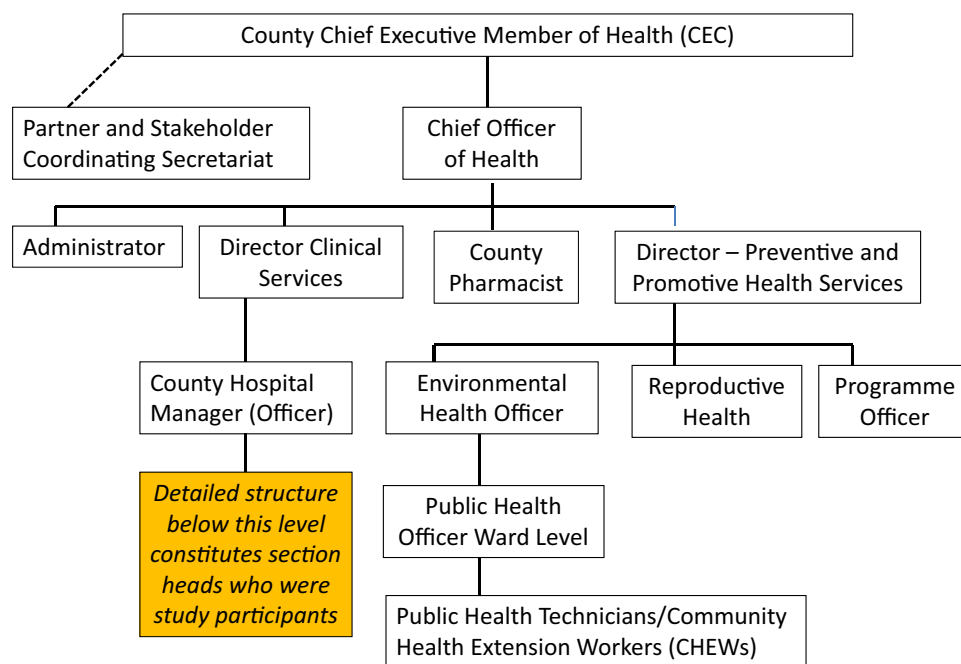 County Chief Executive Member of Health (CEC)
Partner and Stakeholder
Coordinating Secretariat
Chief Officer
of Health
Administrator
Director Clinical
Services
County
Pharmacist
Director – Preventive and
Promotive Health Services
County Hospital
Manager (Officer)
Environmental
Health Officer
Reproductive
Health
Programme
Officer
Detailed structure
below this level
constitutes section
heads who were
study participants
Public Health
Officer Ward Level
Public Health Technicians/Community
Health Extension Workers (CHEWs)